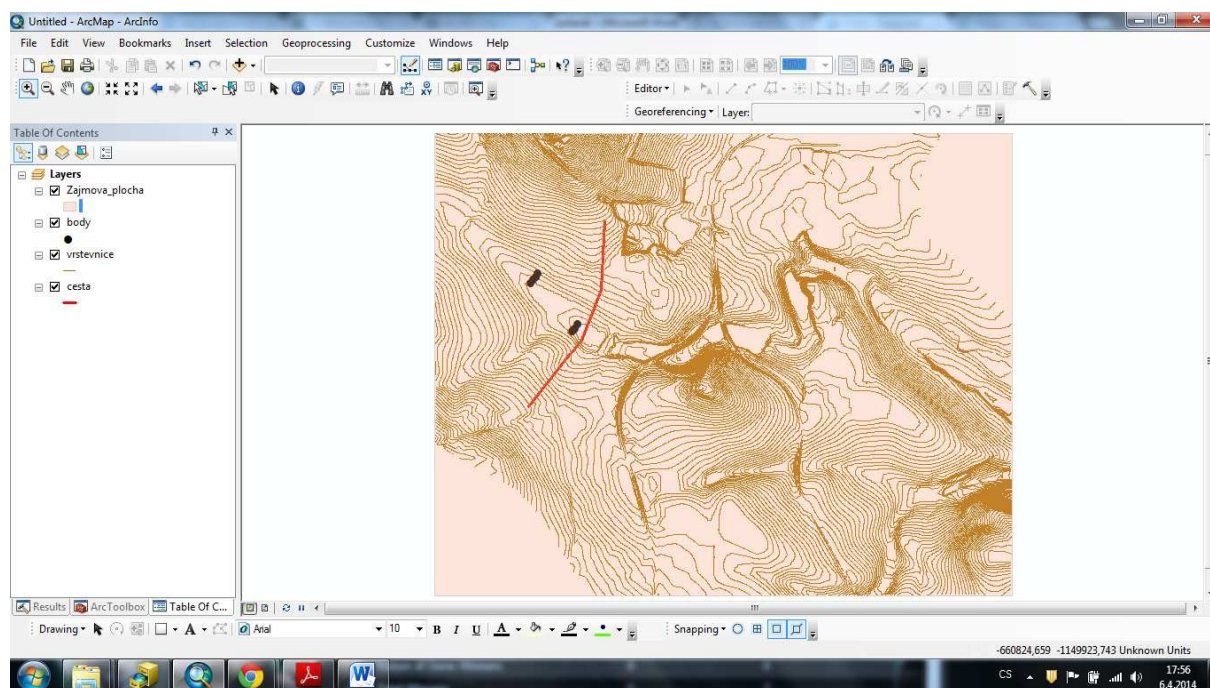 Untitled - ArcMap - ArcInfo
File Edit View Bookmarks Insert Selection Geoprocessing Customize Windows Help
Editor
Georeferencing Layer:
Table Of Contents
Layers
Zajmova_plocha
body
vrstevnice
cesta
Results ArcToolbox Table Of C...
Drawing A Arial 10 B I U A Snapping
-660824,659 -1149923,743 Unknown Units
CS 17:56
6.4.2014